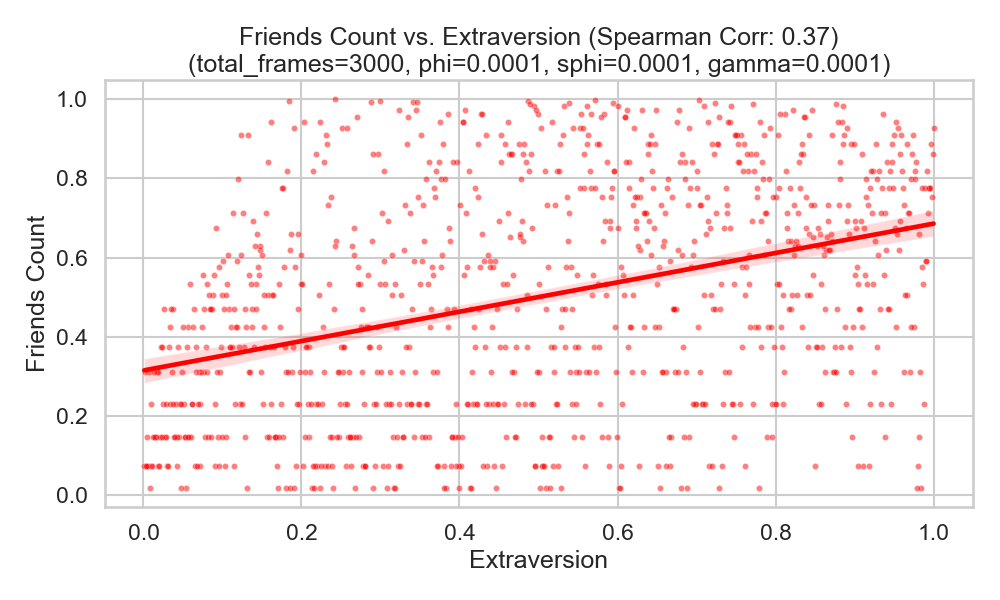 Friends Count vs. Extraversion (Spearman Corr: 0.37)
(total_frames=3000, phi=0.0001, sphi=0.0001, gamma=0.0001)
1.0
0.8
0.6
0.4
0.2
0.0
Friends Count
0.0 0.2 0.4 0.6 0.8 1.0
Extraversion